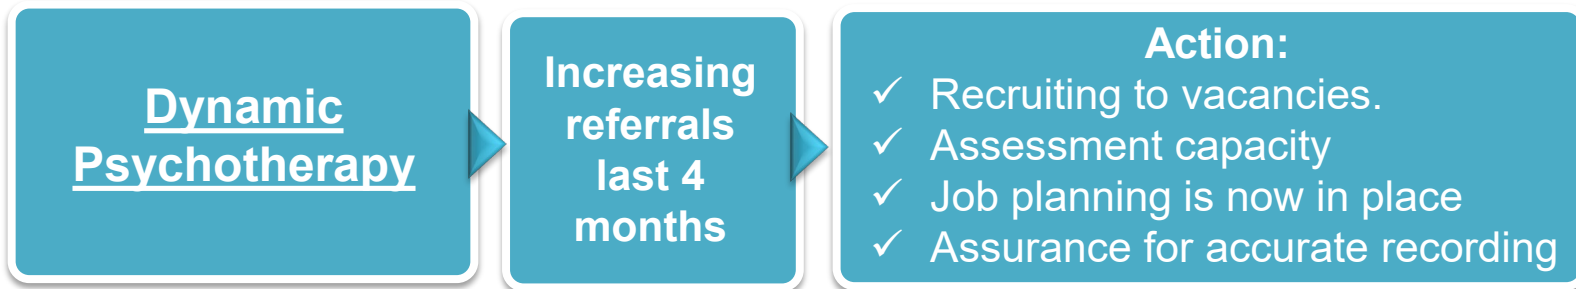 Dynamic
Psychotherapy
Increasing
referrals
last 4
months
Action:
✓ Recruiting to vacancies.
✓ Assessment capacity
✓ Job planning is now in place
✓ Assurance for accurate recording